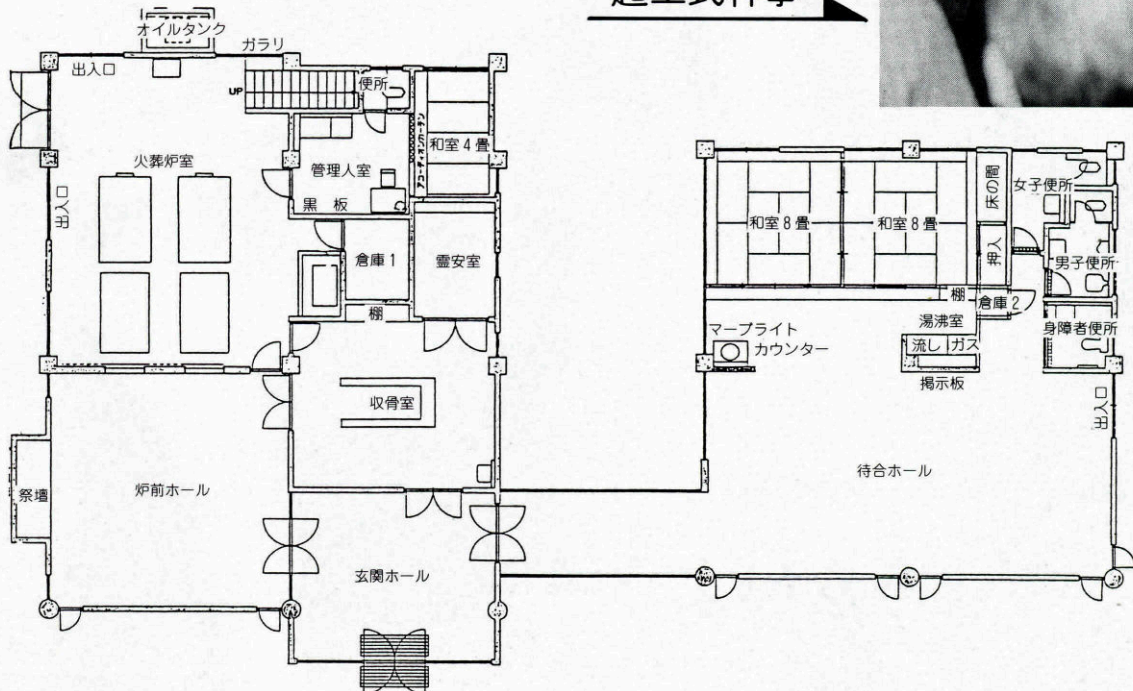 起工式神事
オイルタンク
ガラリ
出入口
UP
便所
和室4畳
アコーディオンカーテン
火葬炉室
管理人室
出入口
黒板
倉庫1
霊安室
棚
収骨室
祭壇
炉前ホール
玄関ホール
和室8畳
和室8畳
床の間
押入
女子便所
男子便所
棚
倉庫2
湯沸室
身障者便所
マーブライト
カウンター
流し
ガス
掲示板
出入口
待合ホール